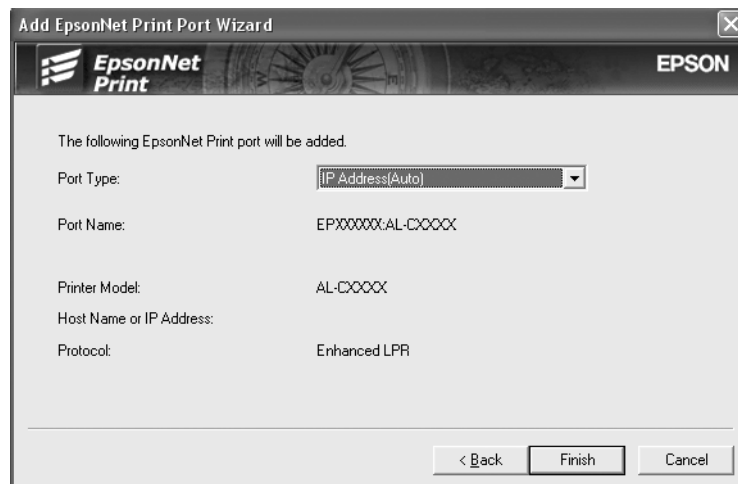 Add EpsonNet Print Port Wizard
EpsonNet
Print
EPSON
The following EpsonNet Print port will be added.
Port Type: IP Address(Auto)
Port Name: EPXXXXXX:AL-CXXXX
Printer Model: AL-CXXXX
Host Name or IP Address:
Protocol: Enhanced LPR
< Back Finish Cancel